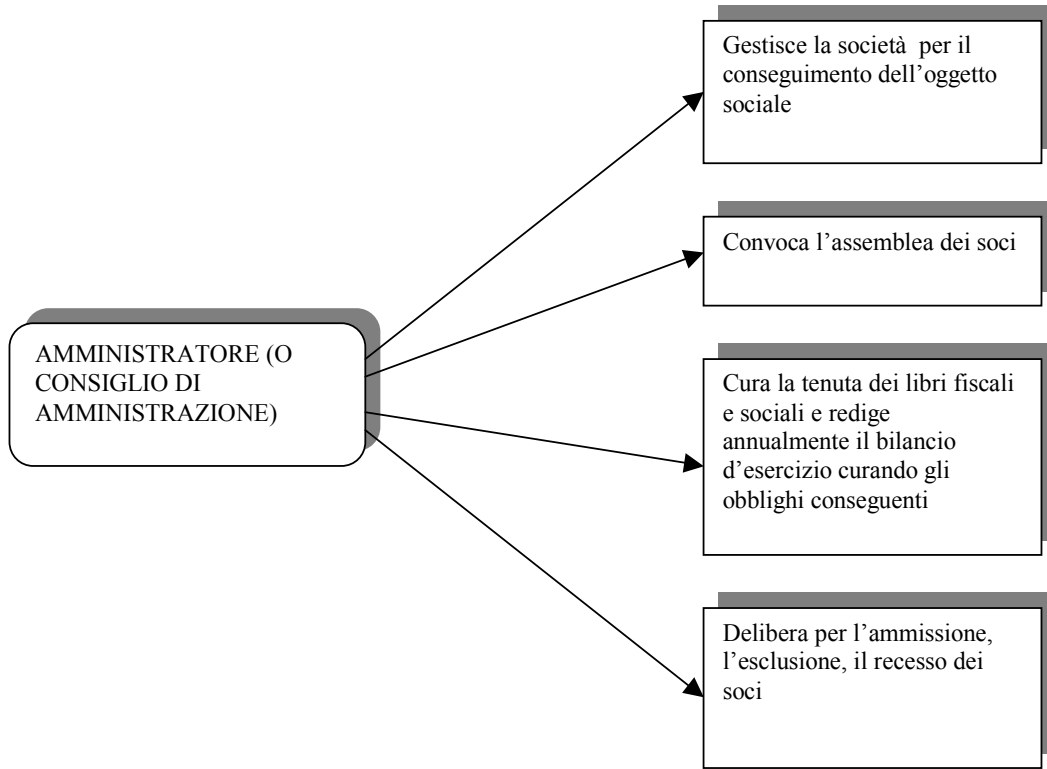 Gestisce la società  per il
conseguimento dell’oggetto
sociale
Convoca l’assemblea dei soci
AMMINISTRATORE (O
CONSIGLIO DI
AMMINISTRAZIONE)
Cura la tenuta dei libri fiscali
e sociali e redige
annualmente il bilancio
d’esercizio curando gli
obblighi conseguenti
Delibera per l’ammissione,
l’esclusione, il recesso dei
soci